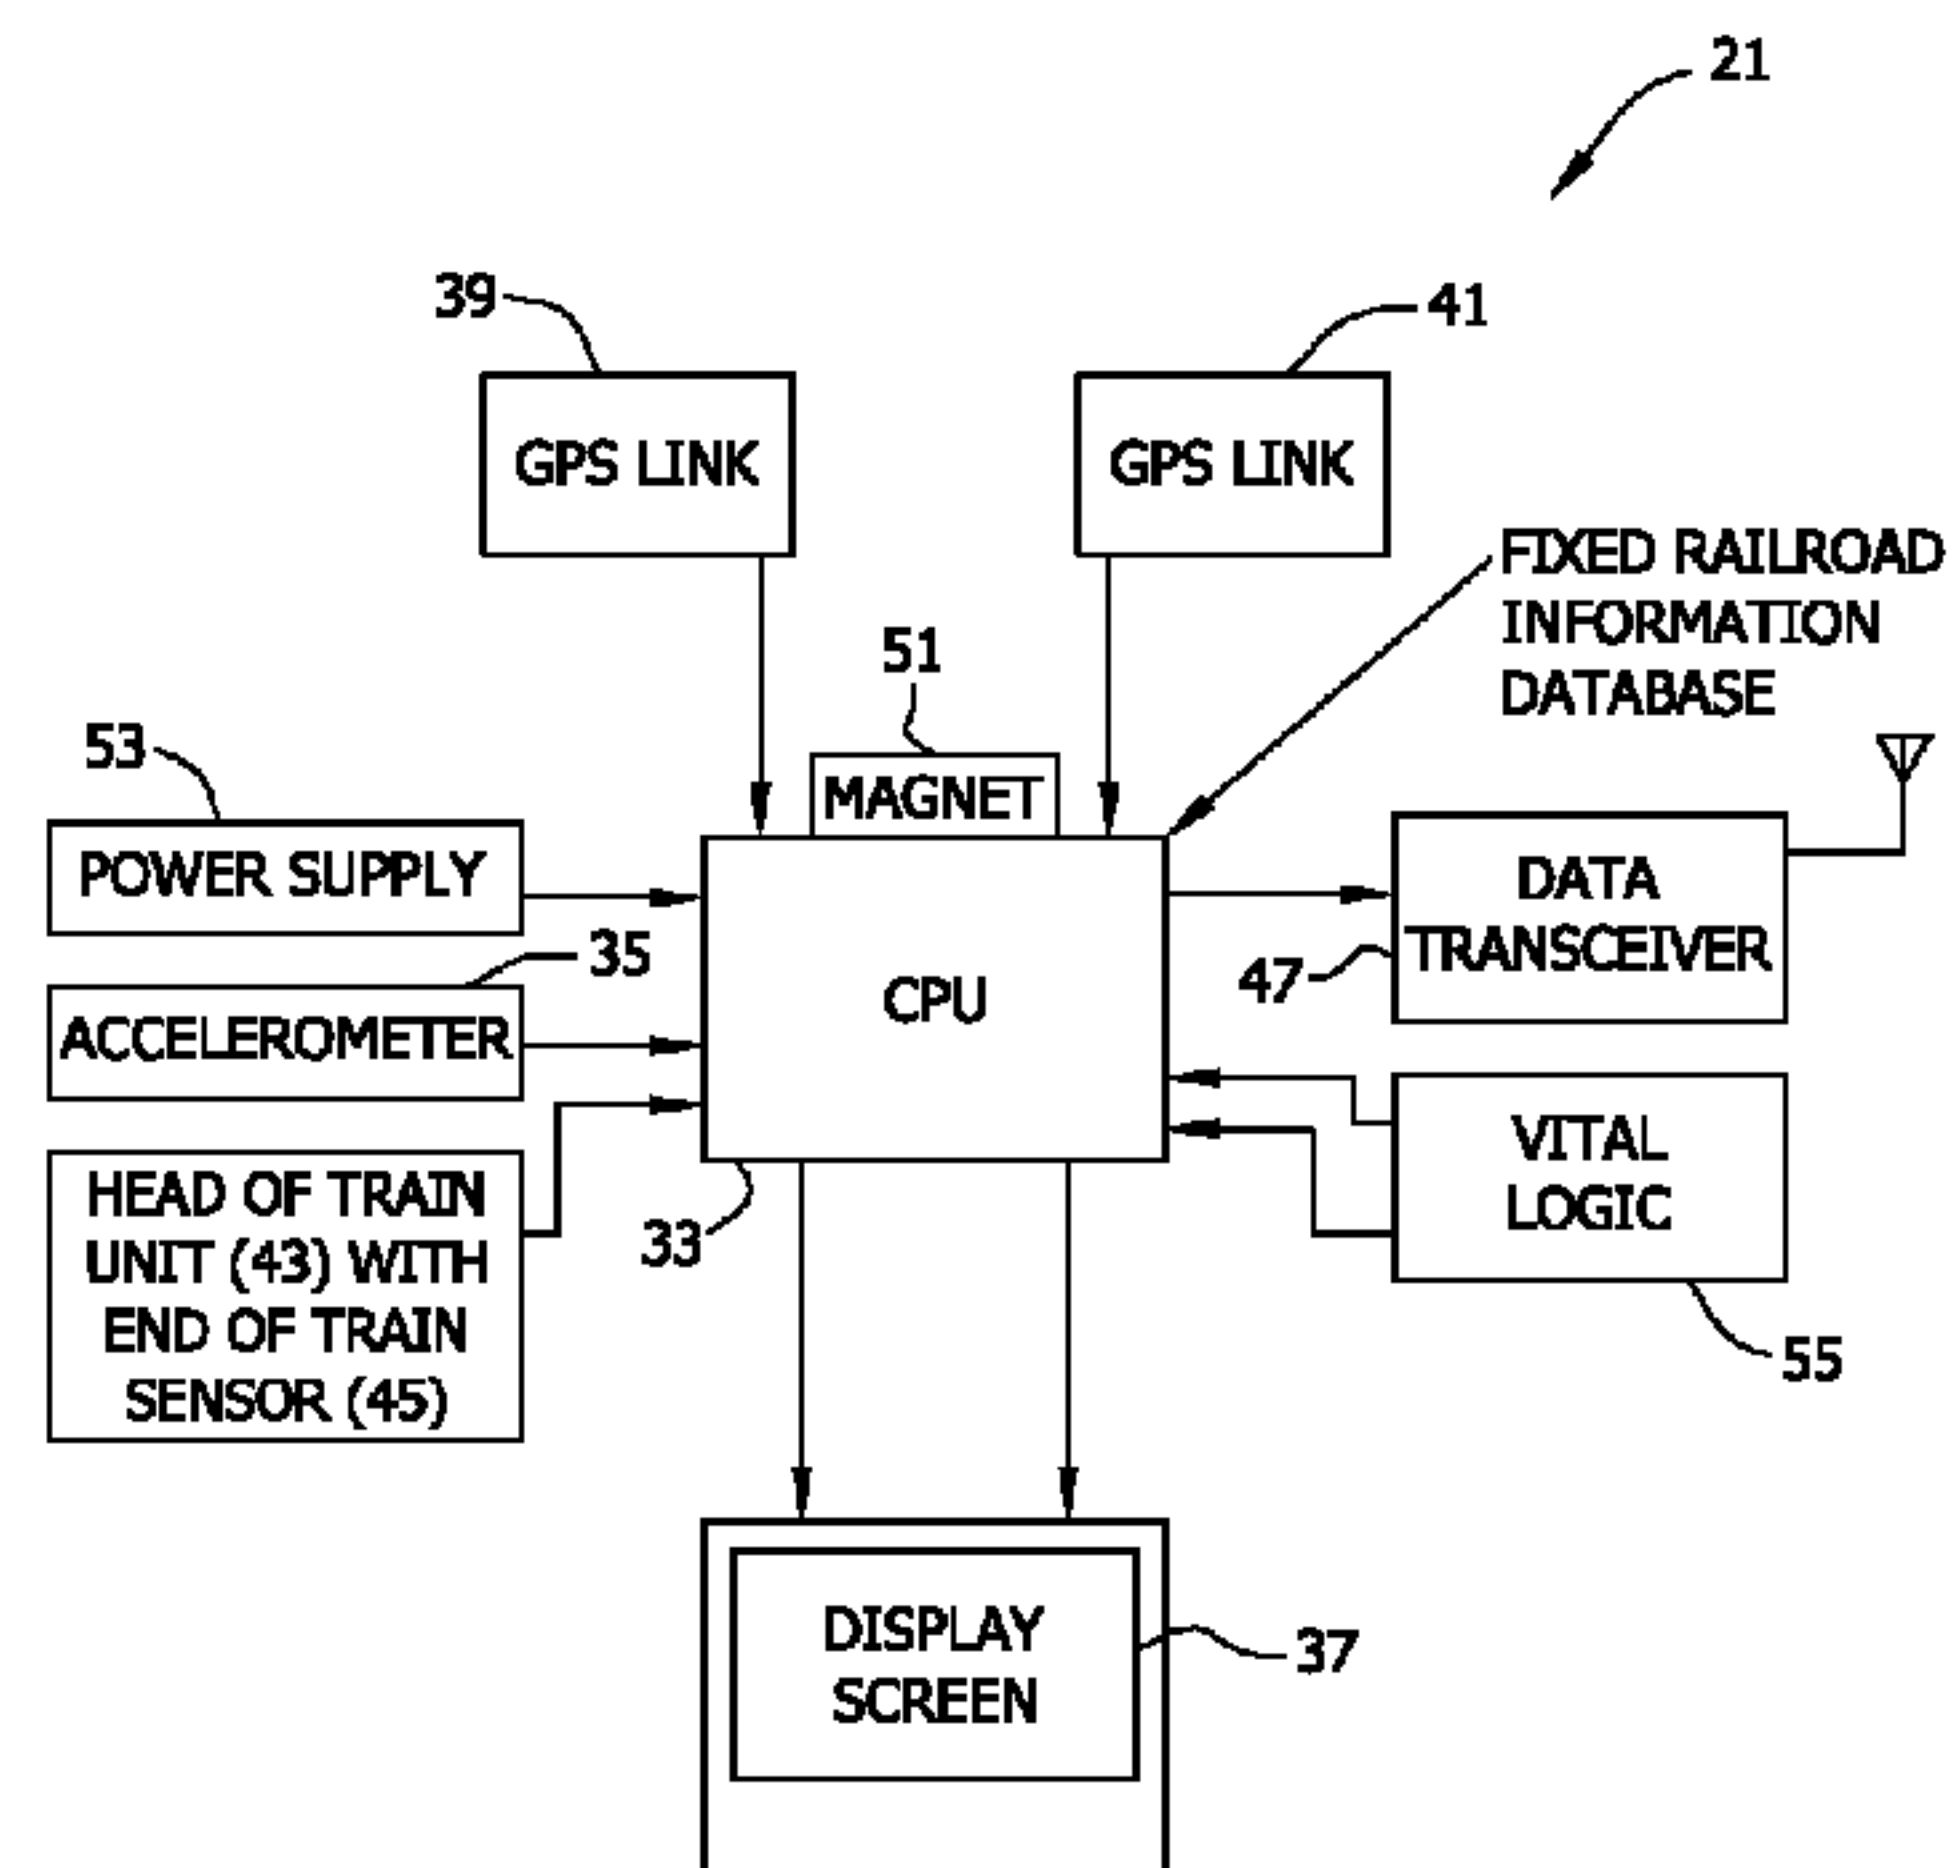 21
39
41
GPS LINK
GPS LINK
FIXED RAILROAD
INFORMATION
DATABASE
51
MAGNET
53
POWER SUPPLY
35
ACCELEROMETER
HEAD OF TRAIN
UNIT (43) WITH
END OF TRAIN
SENSOR (45)
CPU
33
DATA
TRANSCEIVER
47
VITAL
LOGIC
55
DISPLAY
SCREEN
37